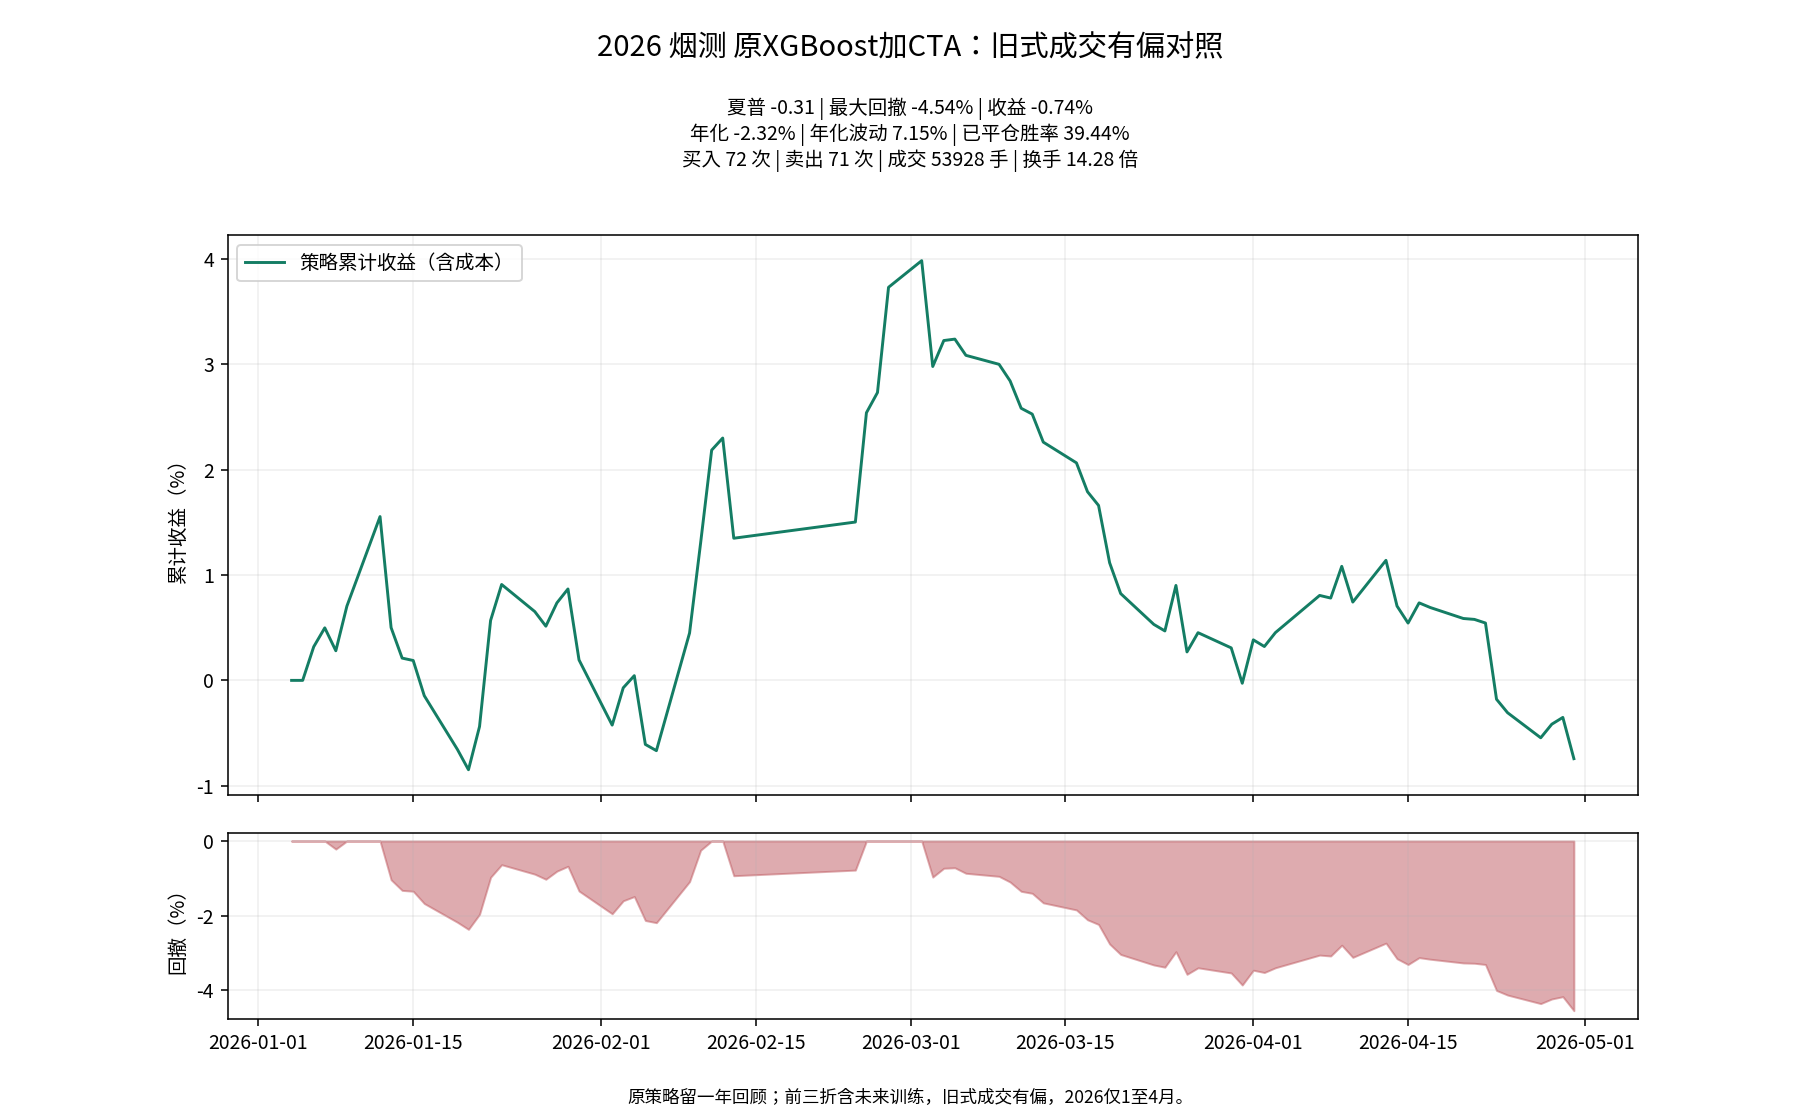 2026 烟测 原XGBoost加CTA：旧式成交有偏对照
夏普 -0.31 | 最大回撤 -4.54% | 收益 -0.74%
年化 -2.32% | 年化波动 7.15% | 已平仓胜率 39.44%
买入 72 次 | 卖出 71 次 | 成交 53928 手 | 换手 14.28 倍
策略累计收益（含成本）
累计收益（%）
4
3
2
1
0
-1
回撤（%）
0
-2
-4
2026-01-01
2026-01-15
2026-02-01
2026-02-15
2026-03-01
2026-03-15
2026-04-01
2026-04-15
2026-05-01
原策略留一年回顾；前三折含未来训练，旧式成交有偏，2026仅1至4月。